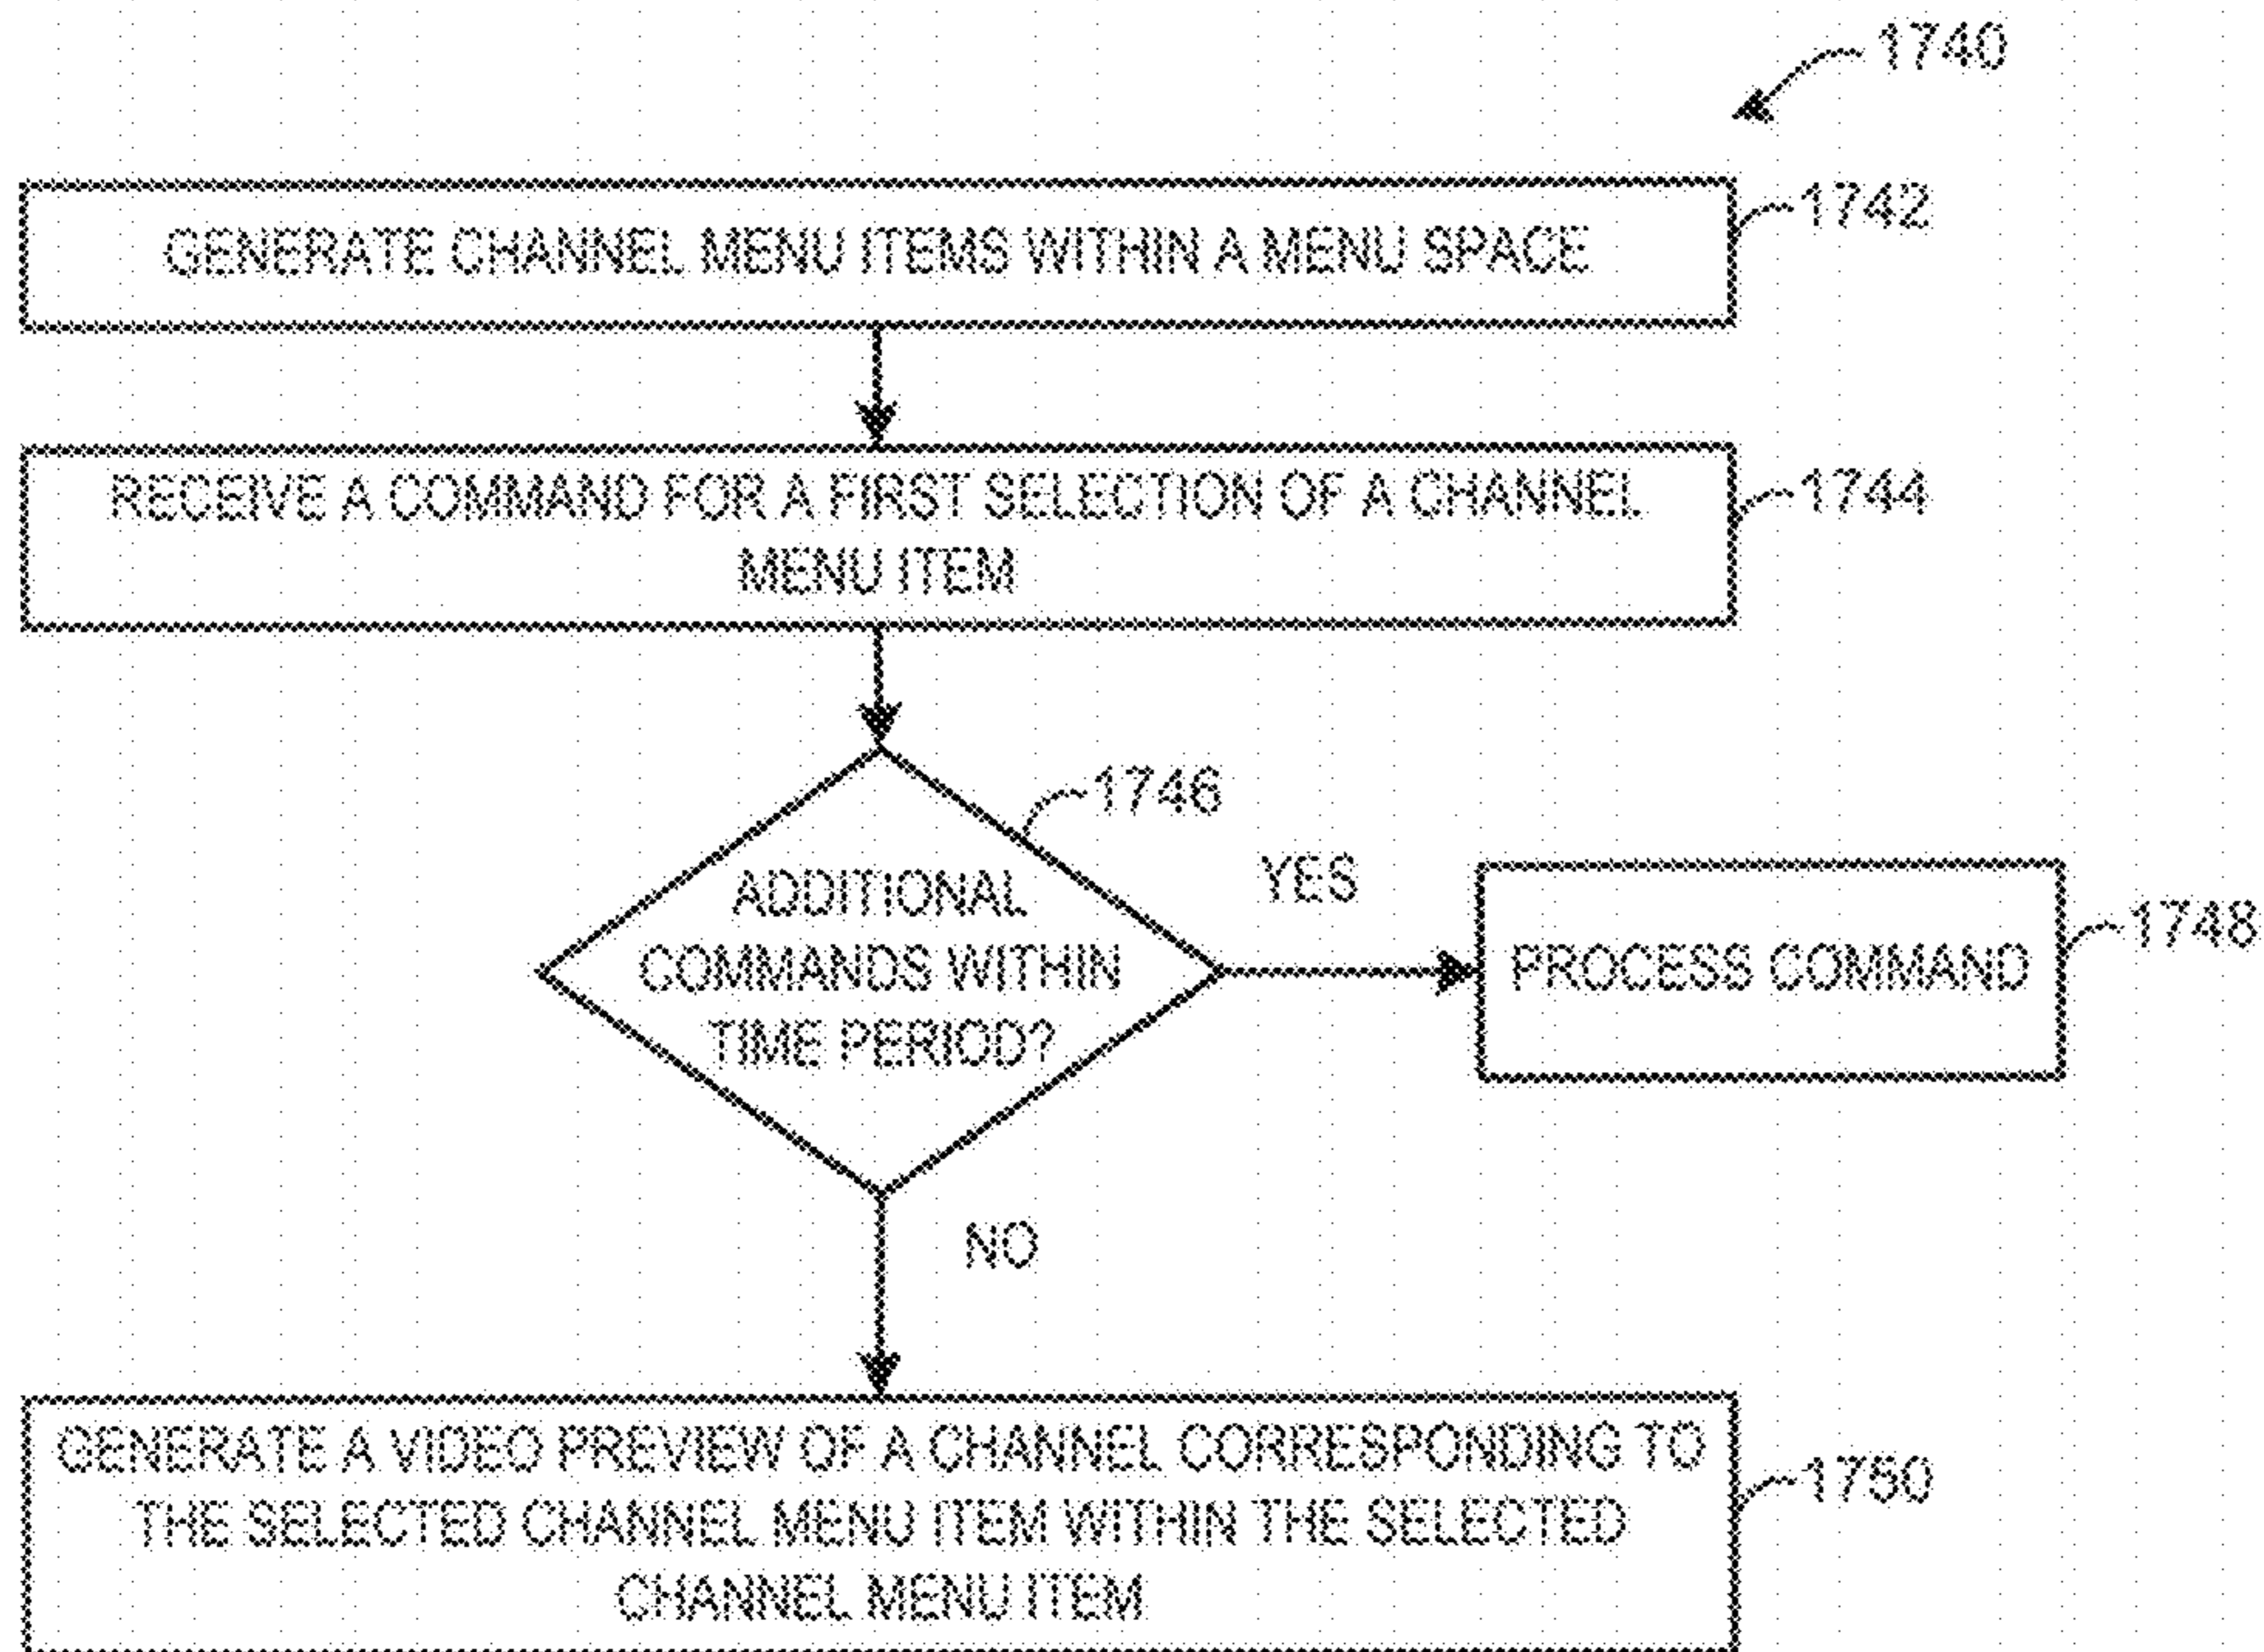 1740
GENERATE CHANNEL MENU ITEMS WITHIN A MENU SPACE
1742
RECEIVE A COMMAND FOR A FIRST SELECTION OF A CHANNEL
MENU ITEM
1744
1746
ADDITIONAL
COMMANDS WITHIN
TIME PERIOD?
YES
PROCESS COMMAND
1748
NO
GENERATE A VIDEO PREVIEW OF A CHANNEL CORRESPONDING TO
THE SELECTED CHANNEL MENU ITEM WITHIN THE SELECTED
CHANNEL MENU ITEM
1750